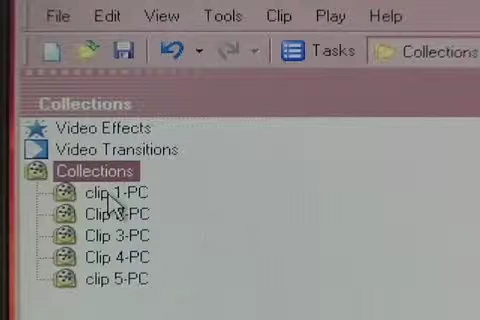 File Edit View Tools Clip Play Help
Tasks Collections
Collections
Video Effects
Video Transitions
Collections
clip 1-PC
Clip 2-PC
Clip 3-PC
Clip 4-PC
clip 5-PC